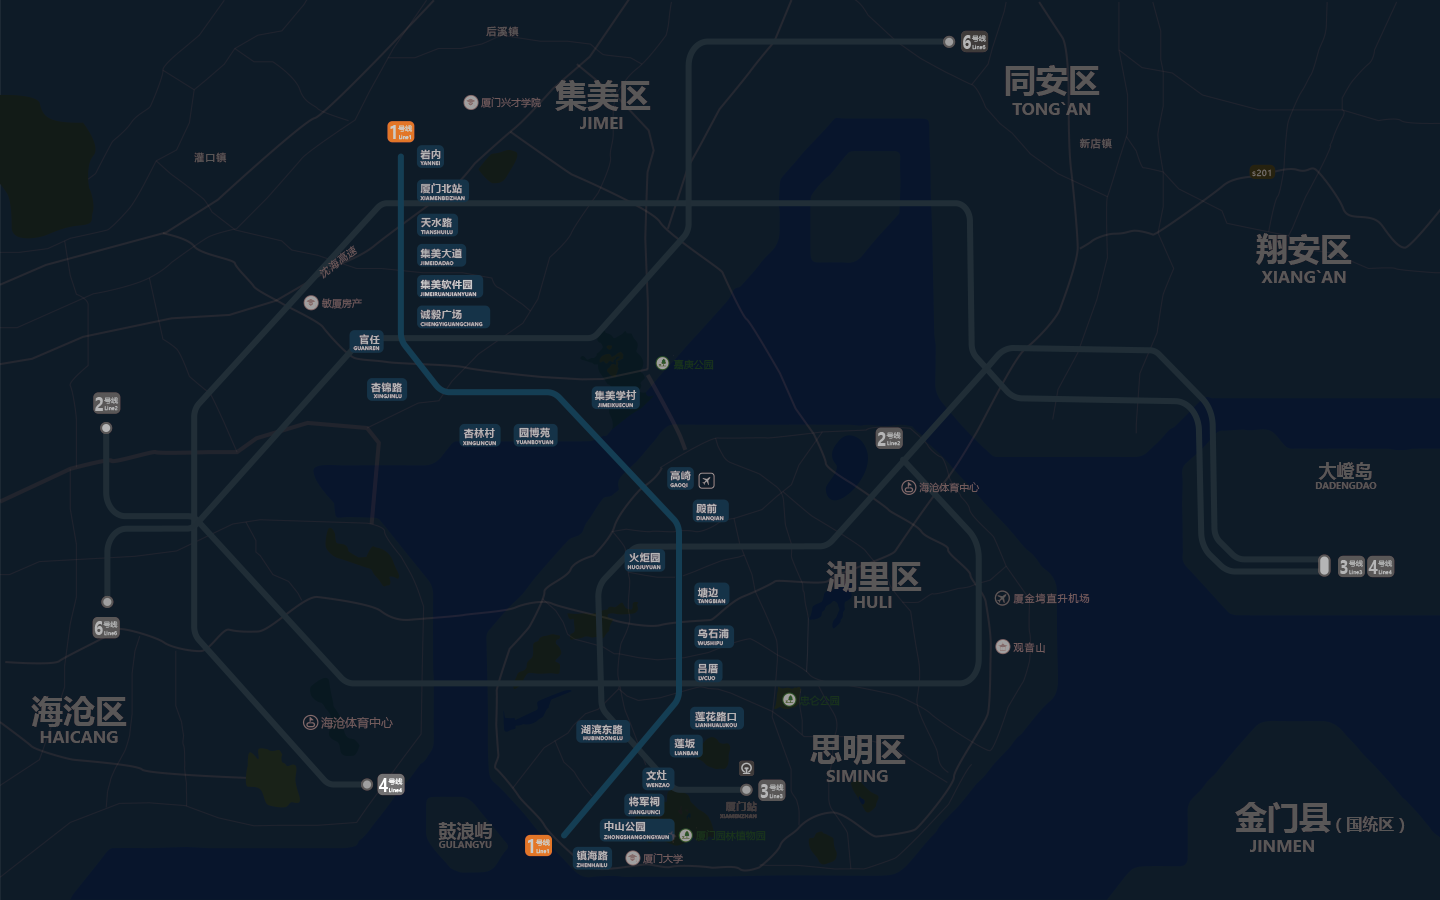 后溪镇
6号线
Line6
同安区
TONG`AN
集美区
JIMEI
厦门兴才学院
1号线
Line1
新店镇
岩内
YANNEI
灌口镇
s201
厦门北站
XIAMENBEIZHAN
天水路
TIANSHUILU
翔安区
XIANG`AN
集美大道
JIMEIDADAO
沈海高速
集美软件园
JIMEIRUANJIANYUAN
敏厦房产
诚毅广场
CHENGYIGUANGCHANG
官任
GUANREN
嘉庚公园
杏锦路
XINGJINLU
集美学村
JIMEIXUECUN
2号线
Line2
杏林村
XINGLINCUN
园博苑
YUANBOYUAN
2号线
Line2
大嶝岛
DADENGDAO
高崎
GAOQI
海沧体育中心
殿前
DIANQIAN
火炬园
HUOJUYUAN
3号线
Line3
4号线
Line4
湖里区
HULI
塘边
TANGBIAN
厦金湾直升机场
6号线
Line6
乌石浦
WUSHIPU
观音山
吕厝
LVCUO
忠仑公园
海沧区
HAICANG
海沧体育中心
莲花路口
LIANHUALUKOU
湖滨东路
HUBINDONGLU
莲坂
LIANBAN
思明区
SIMING
文灶
WENZAO
4号线
Line4
3号线
Line3
将军祠
JIANGJUNCI
厦门站
XIAMENZHAN
金门县(国统区)
JINMEN
鼓浪屿
GULANGYU
中山公园
ZHONGSHANGONGYAUN
厦门园林植物园
1号线
Line1
镇海路
ZHENHAILU
厦门大学